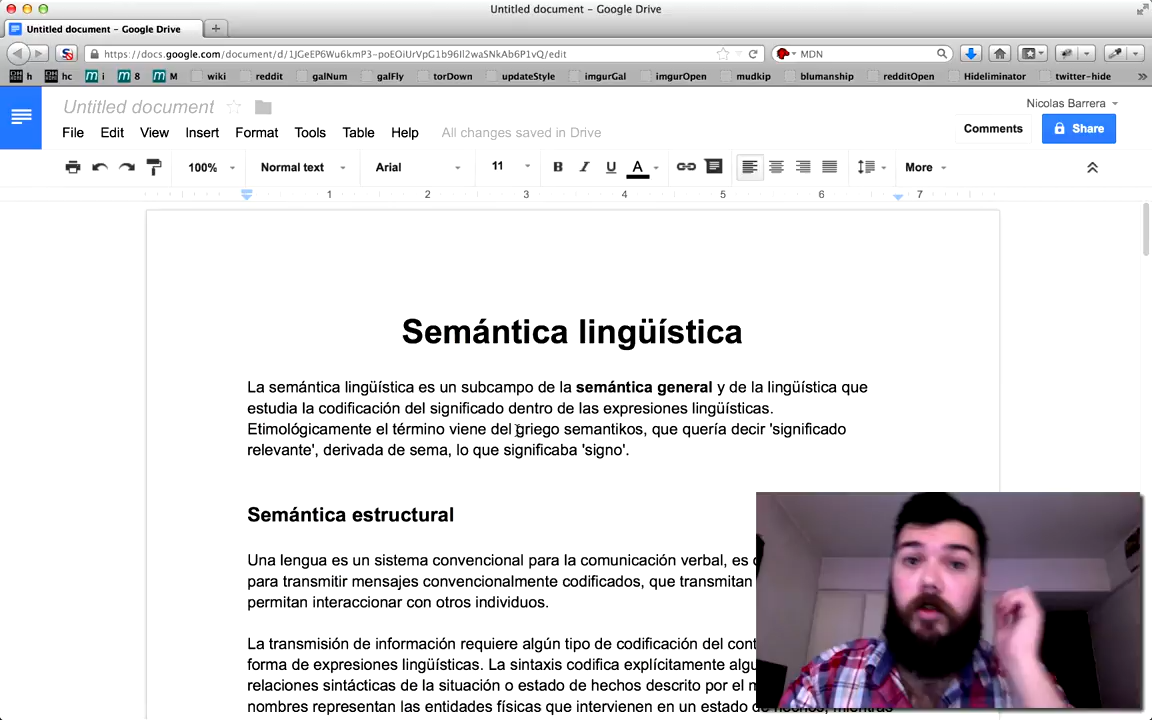 Untitled document – Google Drive
Untitled document – Google Drive
https://docs.google.com/document/d/1JGeEP6Wu6kmP3-poEOiUrVpG1b96Il2waSNkAb6P1vQ/edit
MDN
h hc i 8 M wiki reddit galNum galFly torDown updateStyle imgurGal imgurOpen mudkip blumanship redditOpen Hideliminator twitter-hide
Untitled document
Nicolas Barrera
File Edit View Insert Format Tools Table Help All changes saved in Drive
Comments Share
100% Normal text Arial 11 B I U A More
1 2 3 4 5 6 7
Semántica lingüística
La semántica lingüística es un subcampo de la semántica general y de la lingüística que
estudia la codificación del significado dentro de las expresiones lingüísticas.
Etimológicamente el término viene del griego semantikos, que quería decir 'significado
relevante', derivada de sema, lo que significaba 'signo'.
Semántica estructural
Una lengua es un sistema convencional para la comunicación verbal, es
para transmitir mensajes convencionalmente codificados, que transmitan
permitan interaccionar con otros individuos.
La transmisión de información requiere algún tipo de codificación del
forma de expresiones lingüísticas. La sintaxis codifica explícitamente
relaciones sintácticas de la situación o estado de hechos descrito por el
nombres representan las entidades físicas que intervienen en un estado de hechos, mientras